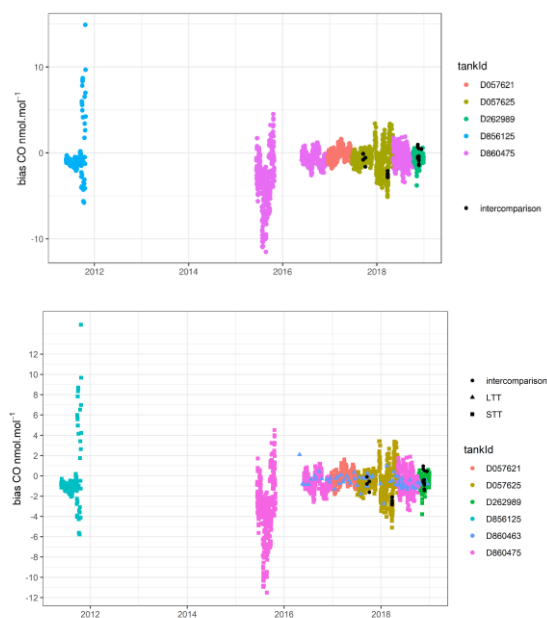 10
0
-10
bias CO nmol.mol⁻¹
2012
2014
2016
2018
tankId
D057621
D057625
D262989
D856125
D860475
intercomparison
12
10
8
6
4
2
0
-2
-4
-6
-8
-10
-12
bias CO nmol.mol⁻¹
2012
2014
2016
2018
intercomparison
LTT
STT
tankId
D057621
D057625
D262989
D856125
D860463
D860475